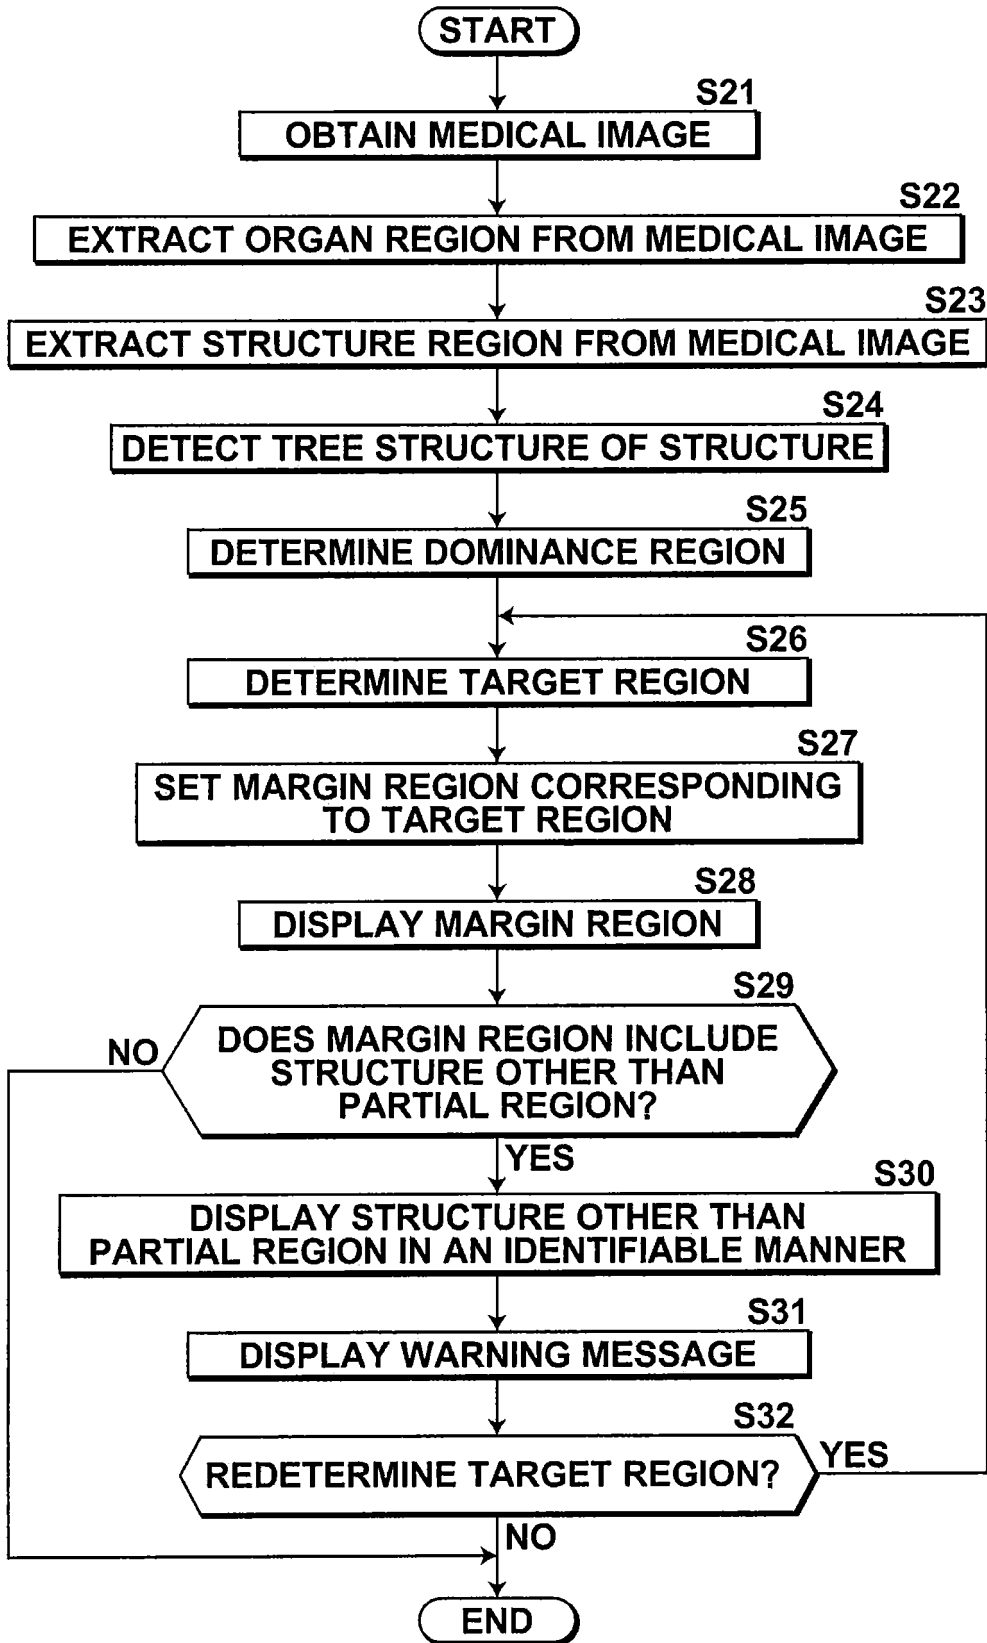 START
S21
OBTAIN MEDICAL IMAGE
S22
EXTRACT ORGAN REGION FROM MEDICAL IMAGE
S23
EXTRACT STRUCTURE REGION FROM MEDICAL IMAGE
S24
DETECT TREE STRUCTURE OF STRUCTURE
S25
DETERMINE DOMINANCE REGION
S26
DETERMINE TARGET REGION
S27
SET MARGIN REGION CORRESPONDING
TO TARGET REGION
S28
DISPLAY MARGIN REGION
S29
NO
DOES MARGIN REGION INCLUDE
STRUCTURE OTHER THAN
PARTIAL REGION?
YES
S30
DISPLAY STRUCTURE OTHER THAN
PARTIAL REGION IN AN IDENTIFIABLE MANNER
S31
DISPLAY WARNING MESSAGE
S32
REDETERMINE TARGET REGION?
YES
NO
END